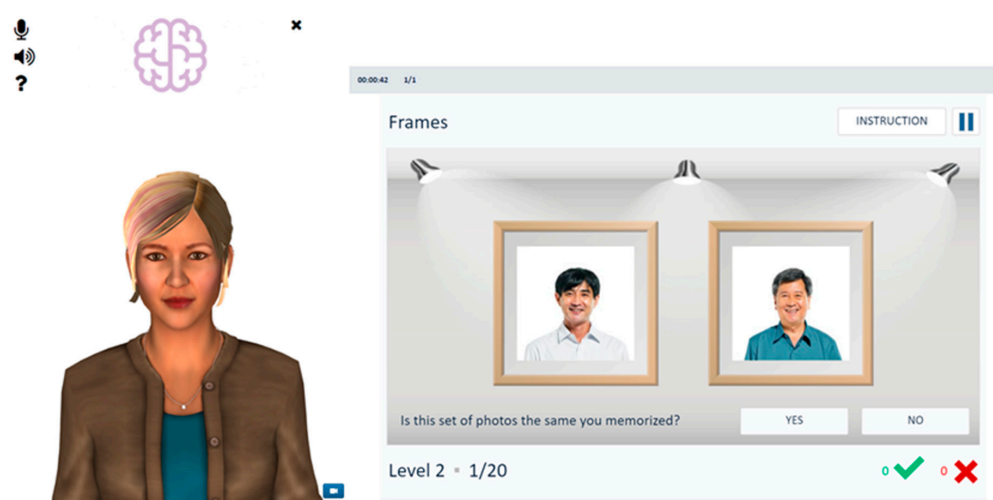 ?
00:00:42 1/1
Frames
INSTRUCTION
Is this set of photos the same you memorized?
YES
NO
Level 2 1/20
0
0